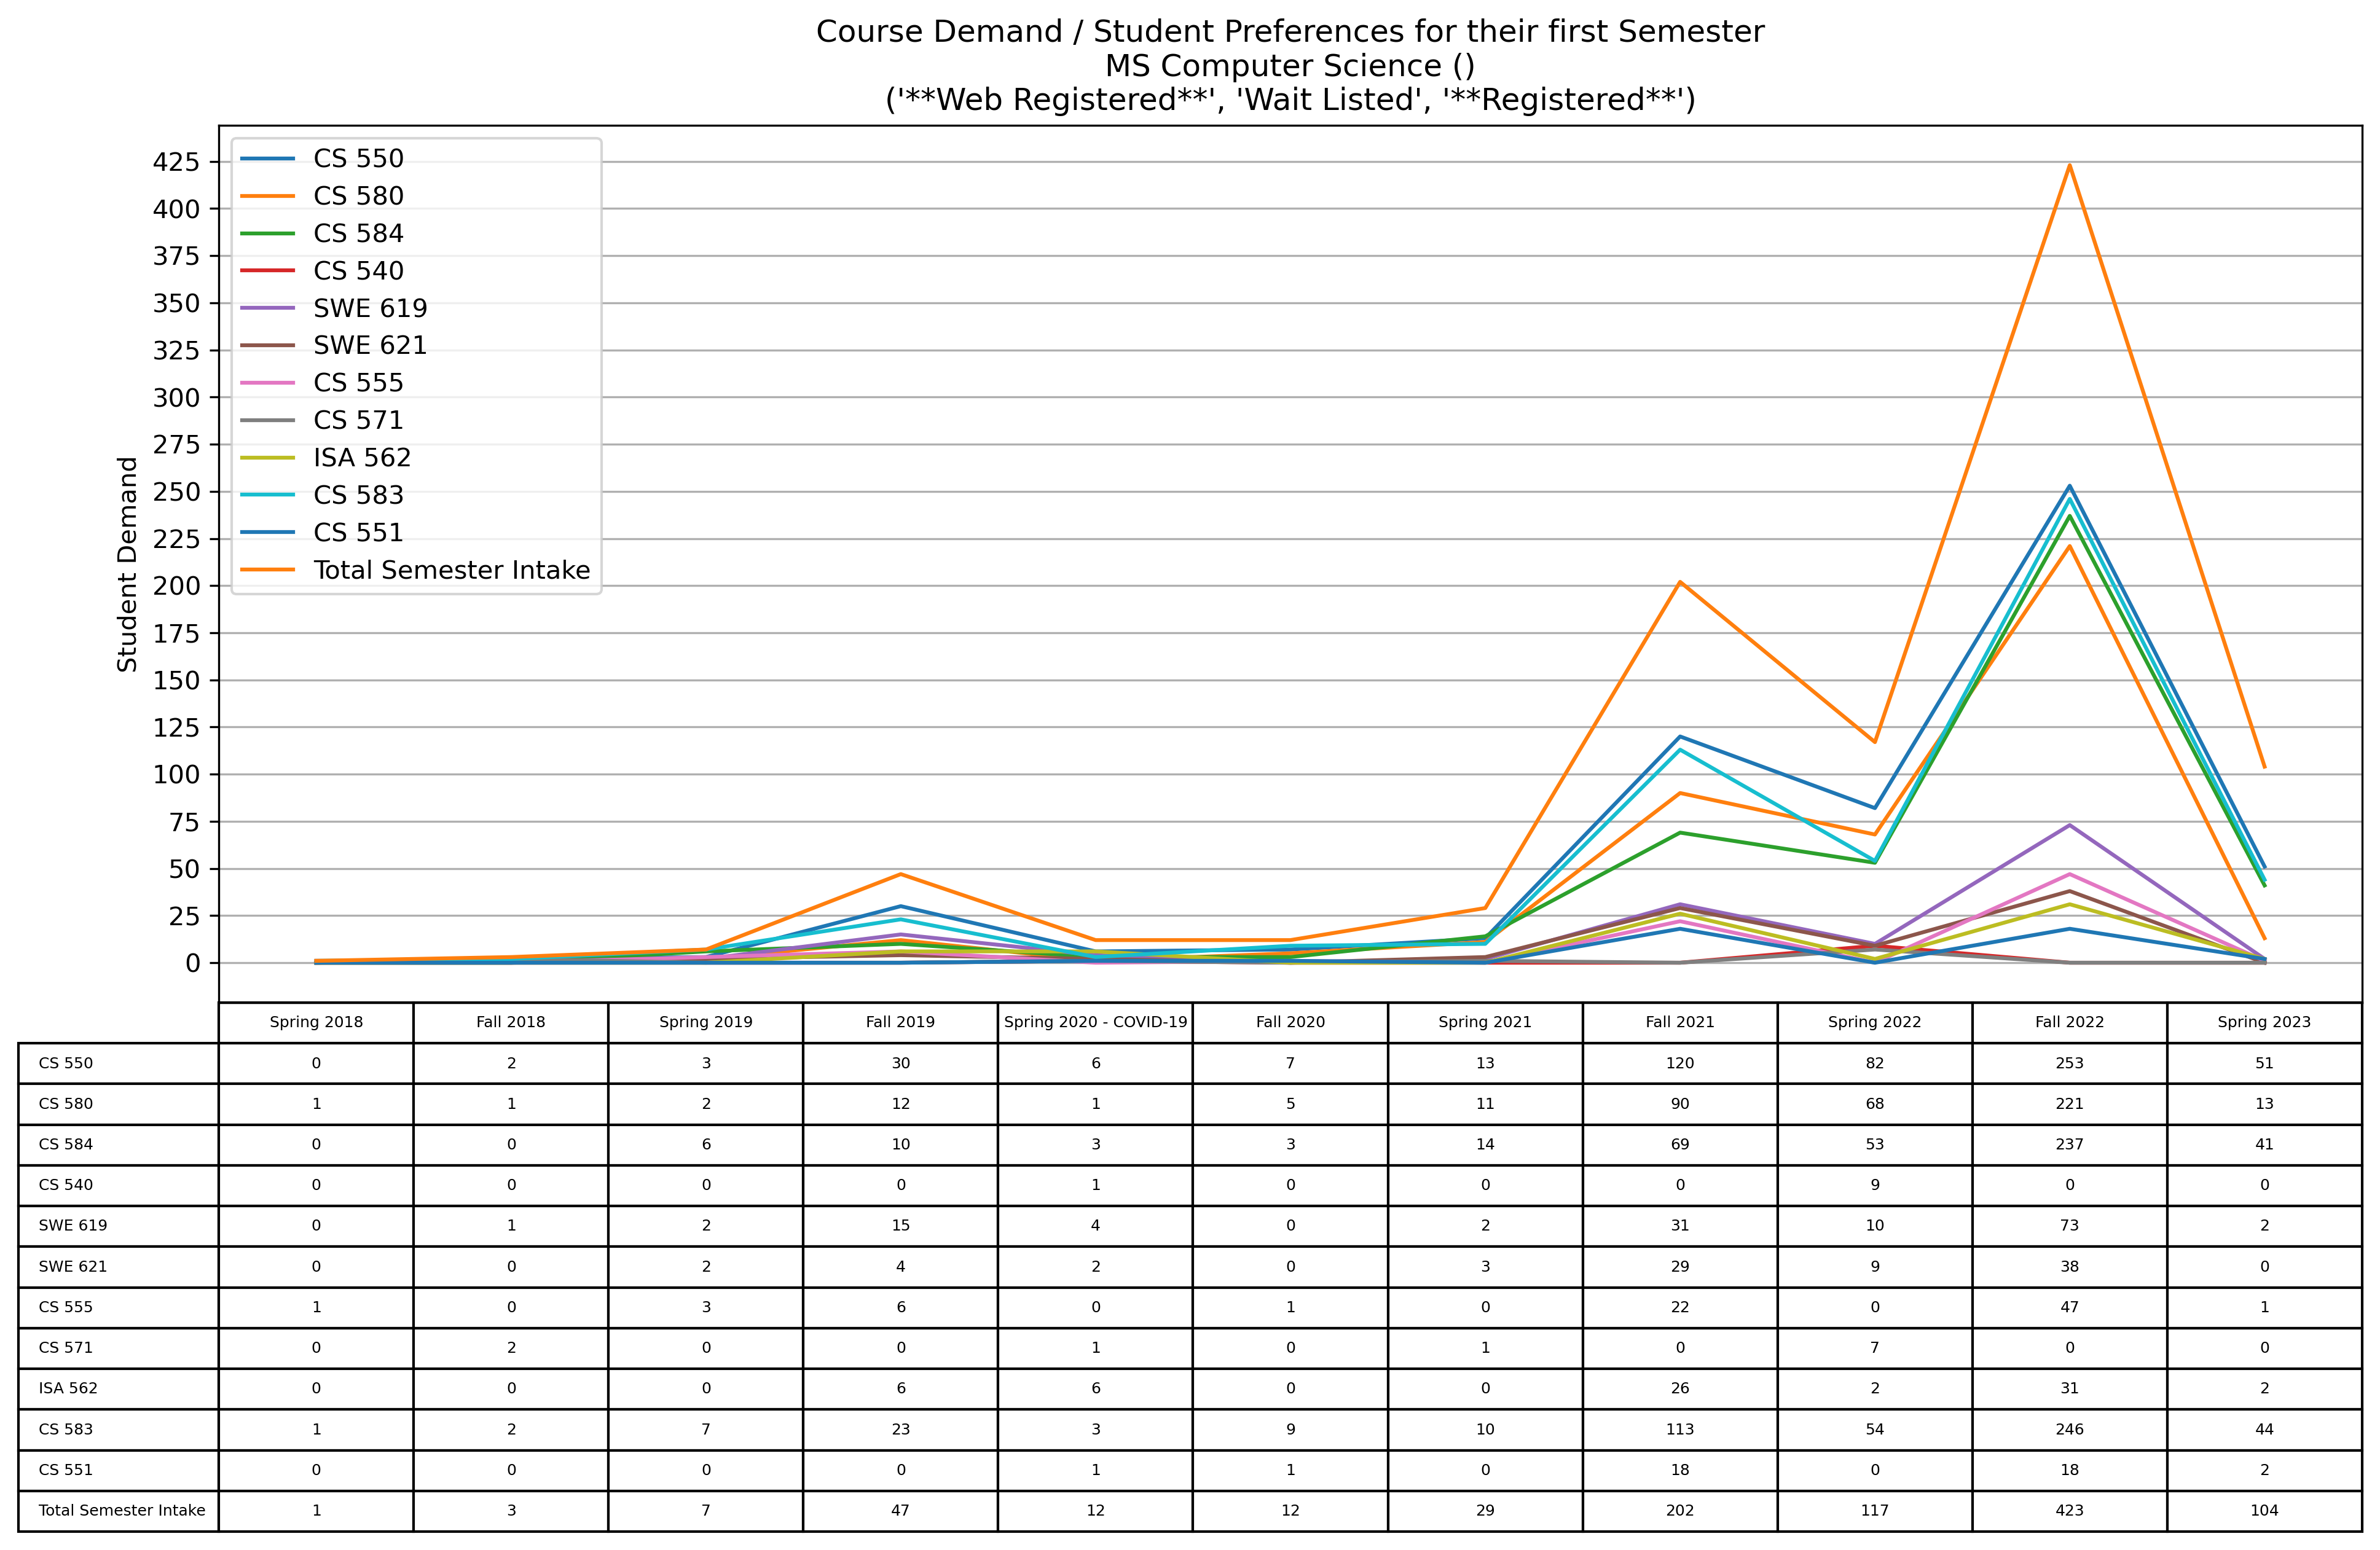 Course Demand / Student Preferences for their first Semester
MS Computer Science ()
('**Web Registered**', 'Wait Listed', '**Registered**')
CS 550
CS 580
CS 584
CS 540
SWE 619
SWE 621
CS 555
CS 571
ISA 562
CS 583
CS 551
Total Semester Intake
Student Demand
425
400
375
350
325
300
275
250
225
200
175
150
125
100
75
50
25
0
Spring 2018 Fall 2018 Spring 2019 Fall 2019 Spring 2020 - COVID-19 Fall 2020 Spring 2021 Fall 2021 Spring 2022 Fall 2022 Spring 2023
CS 550 0 2 3 30 6 7 13 120 82 253 51
CS 580 1 1 2 12 1 5 11 90 68 221 13
CS 584 0 0 6 10 3 3 14 69 53 237 41
CS 540 0 0 0 0 1 0 0 0 9 0 0
SWE 619 0 1 2 15 4 0 2 31 10 73 2
SWE 621 0 0 2 4 2 0 3 29 9 38 0
CS 555 1 0 3 6 0 1 0 22 0 47 1
CS 571 0 2 0 0 1 0 1 0 7 0 0
ISA 562 0 0 0 6 6 0 0 26 2 31 2
CS 583 1 2 7 23 3 9 10 113 54 246 44
CS 551 0 0 0 0 1 1 0 18 0 18 2
Total Semester Intake 1 3 7 47 12 12 29 202 117 423 104